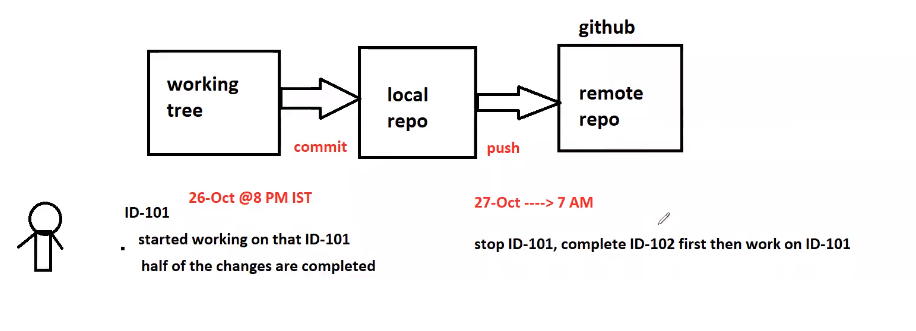 github
working
tree
local
repo
remote
repo
commit
push
26-Oct @8 PM IST
ID-101
started working on that ID-101
half of the changes are completed
27-Oct ----> 7 AM
stop ID-101, complete ID-102 first then work on ID-101